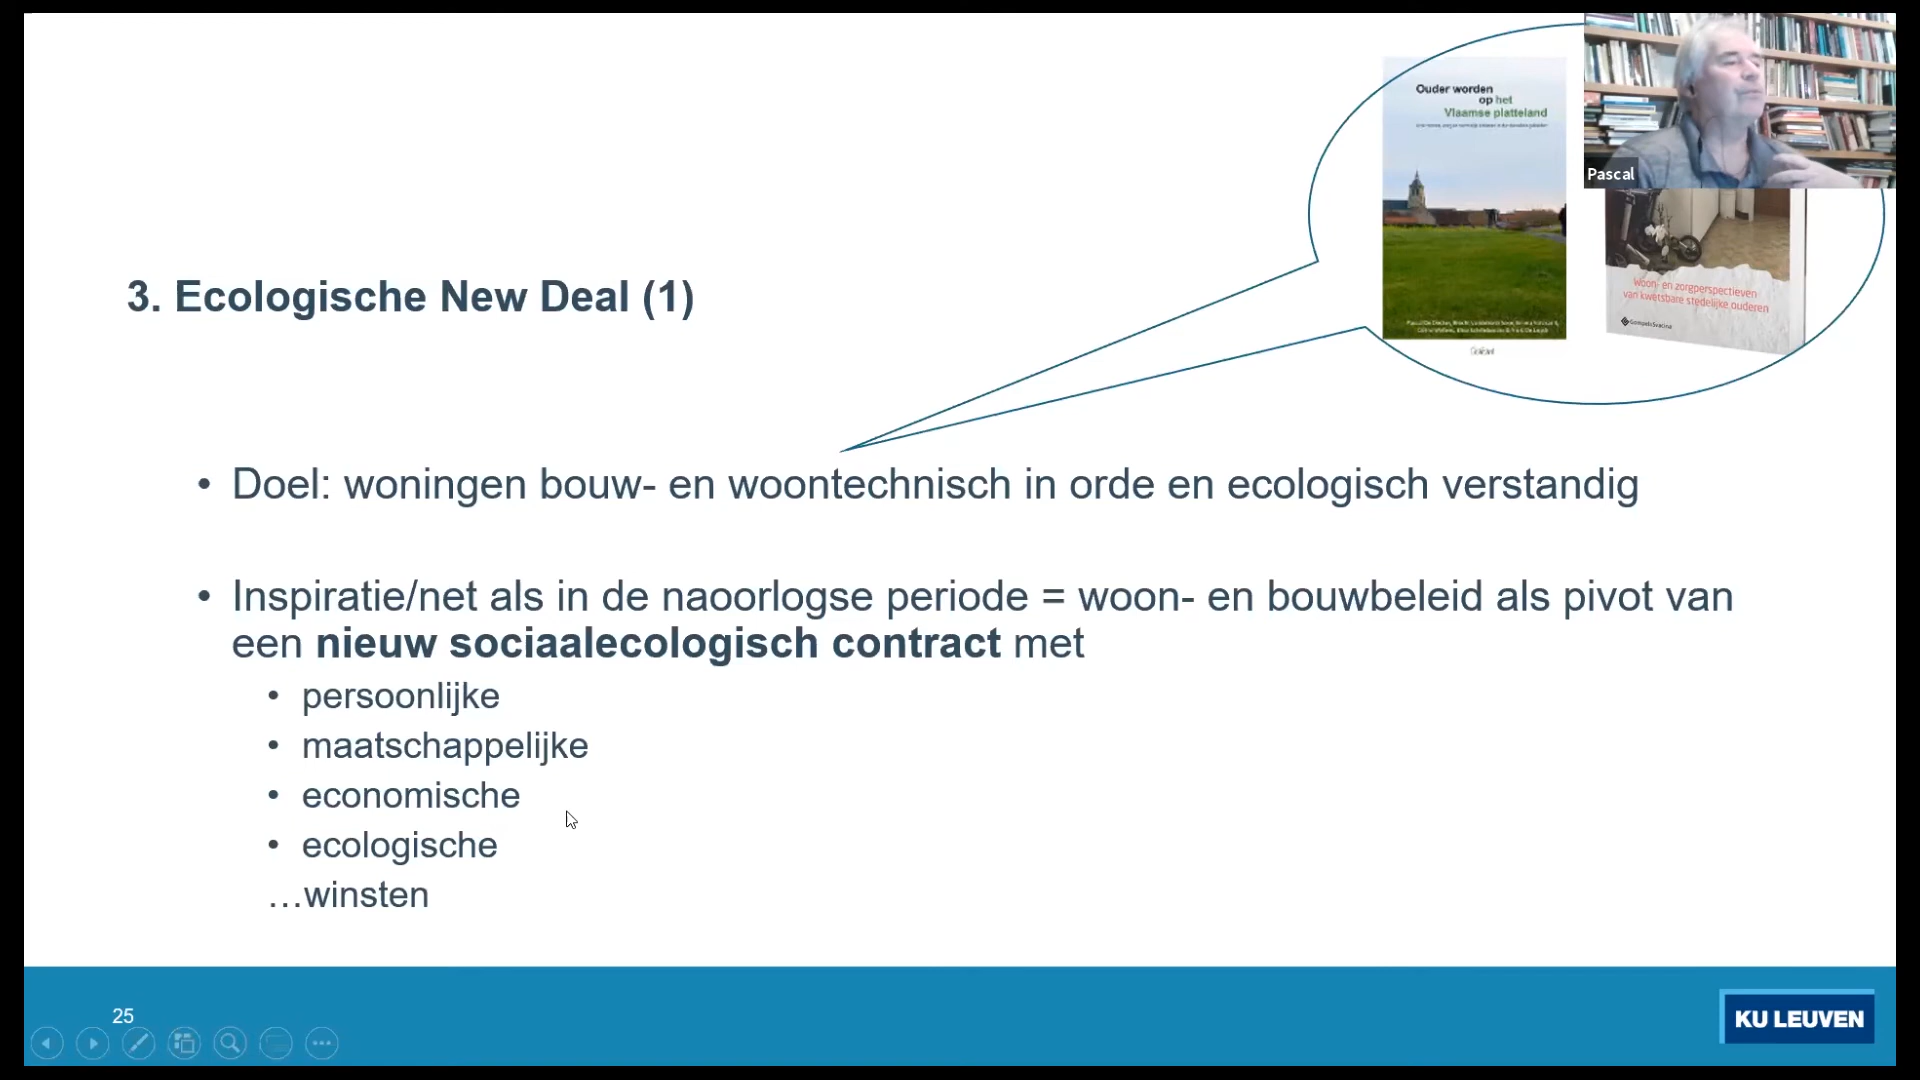 Ouder worden
op het
Vlaamse platteland
Pascal
woon- en zorgperspectieven
van kwetsbare stedelijke ouderen
Gompel&Svacina
3. Ecologische New Deal (1)
• Doel: woningen bouw- en woontechnisch in orde en ecologisch verstandig
• Inspiratie/net als in de naoorlogse periode = woon- en bouwbeleid als pivot van
een nieuw sociaalecologisch contract met
• persoonlijke
• maatschappelijke
• economische
• ecologische
...winsten
25
KU LEUVEN